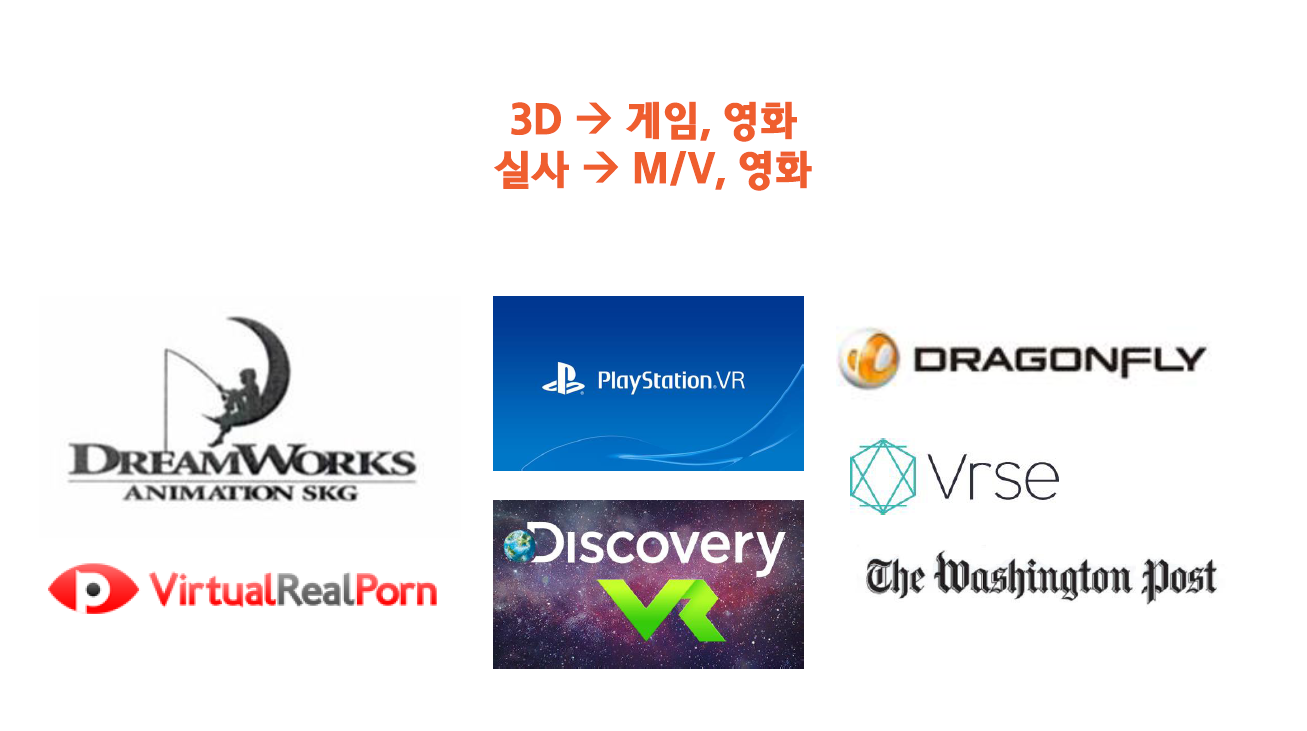 3D → 게임, 영화
실사 → M/V, 영화
DREAMWORKS
ANIMATION SKG
VirtualRealPorn
PlayStation®VR
Discovery
VR
DRAGONFLY
Vrse
The Washington Post